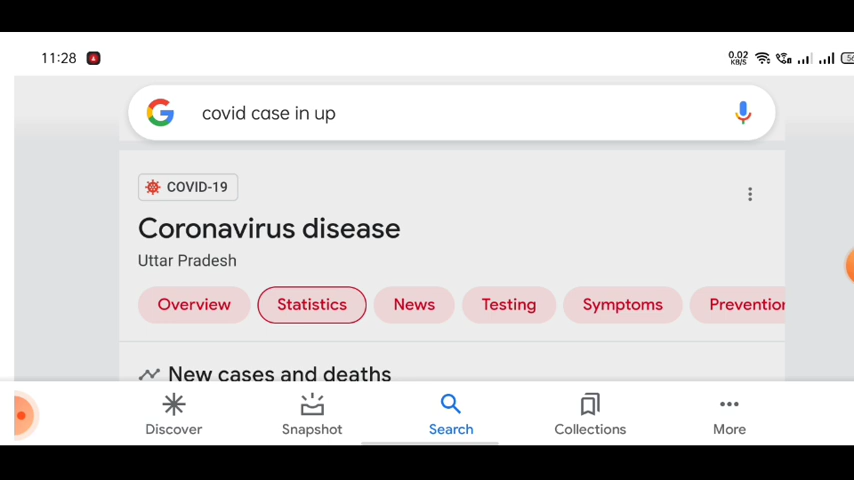 11:28
0.02 KB/S
covid case in up
COVID-19
Coronavirus disease
Uttar Pradesh
Overview Statistics News Testing Symptoms Prevention
New cases and deaths
Discover Snapshot Search Collections More